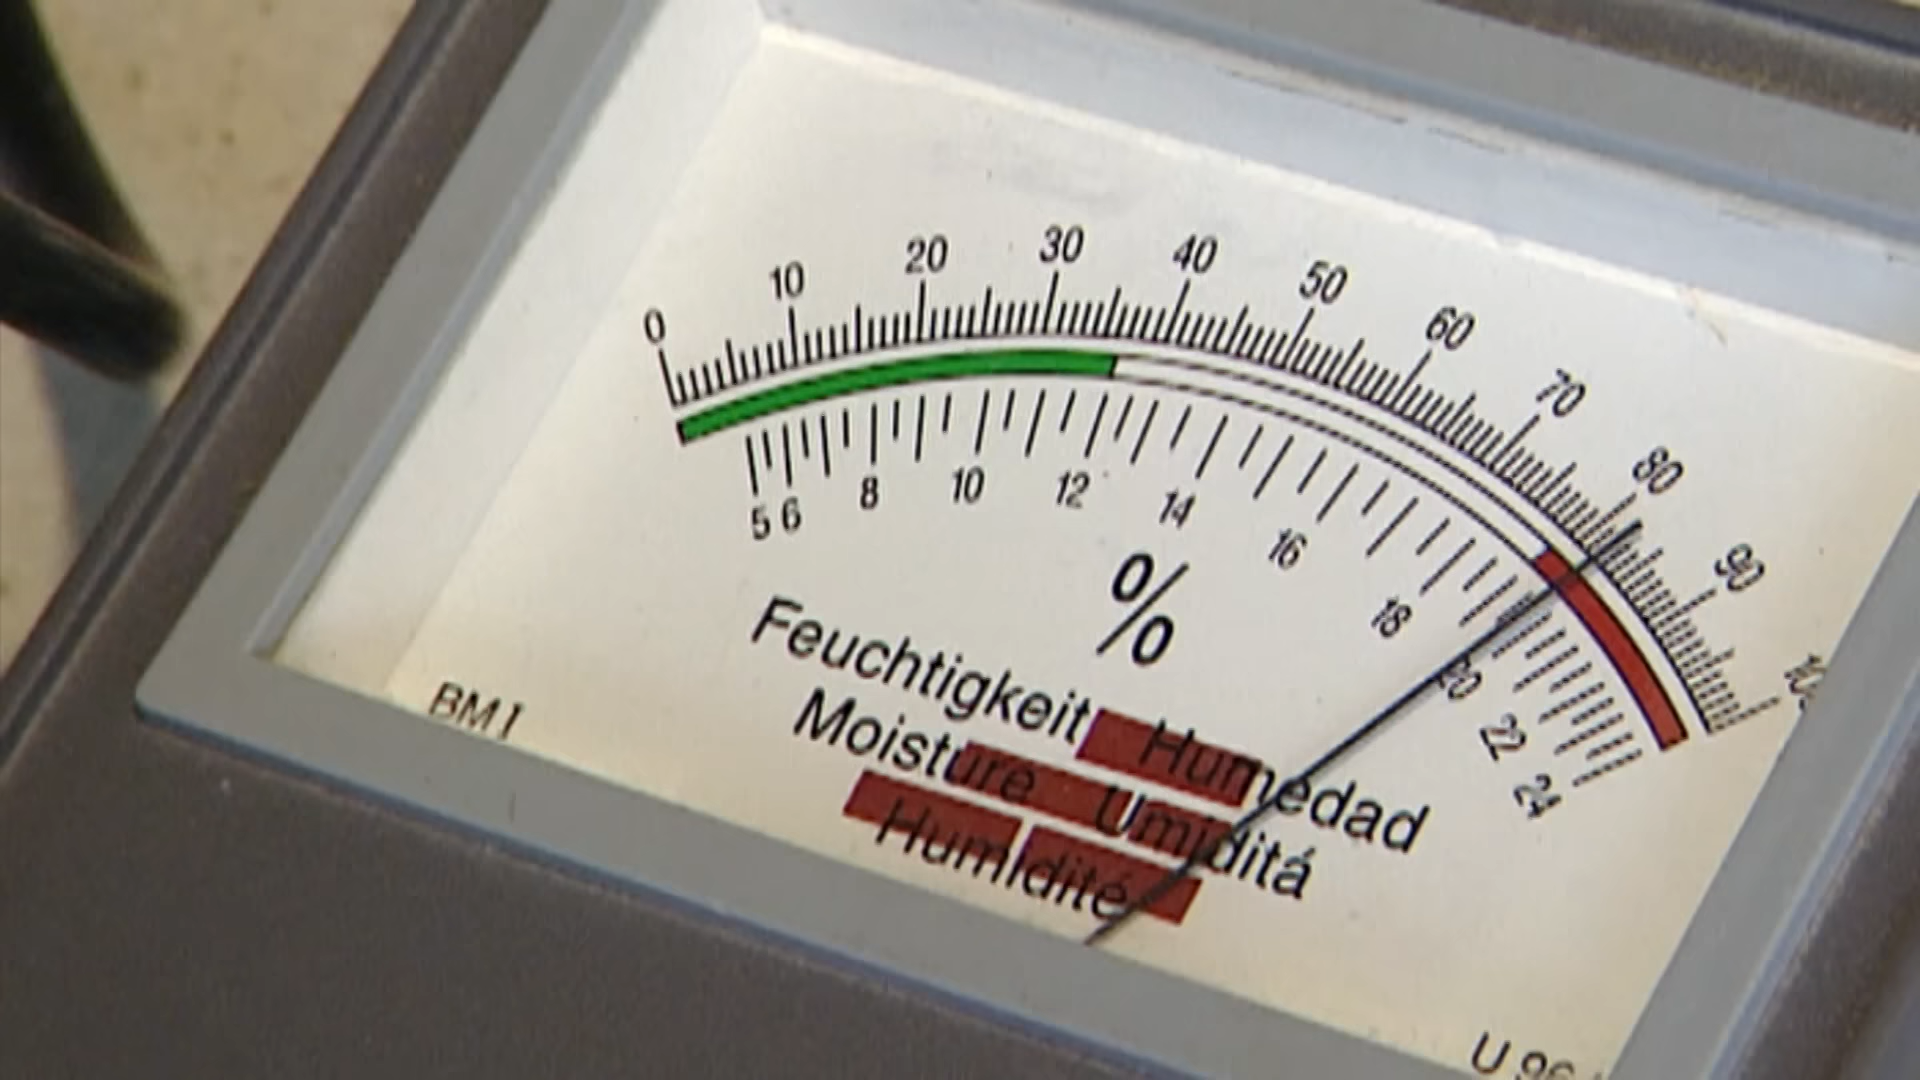 0 10 20 30 40 50 60 70 80 90
5 6 8 10 12 14 16 18 20 22 24
%
Feuchtigkeit Humedad
Moisture Umiditá
Humidité
BM I